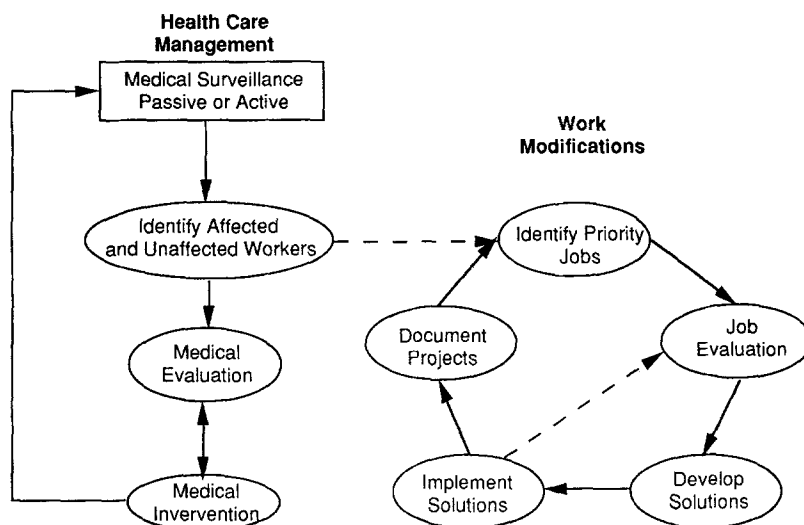 Health Care
Management
Medical Surveillance
Passive or Active
Identify Affected
and Unaffected Workers
Medical
Evaluation
Medical
Invervention
Work
Modifications
Identify Priority
Jobs
Job
Evaluation
Develop
Solutions
Implement
Solutions
Document
Projects